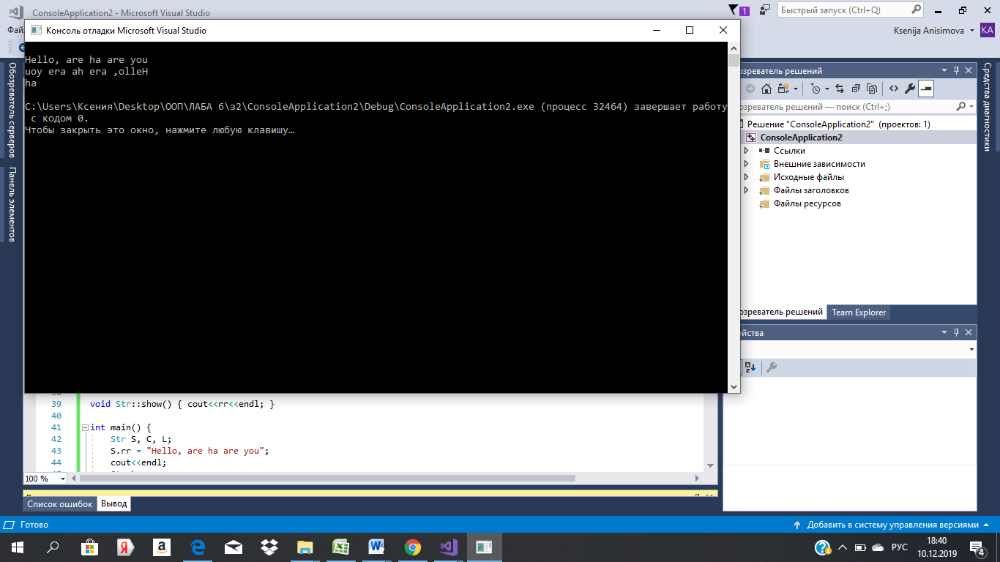 ConsoleApplication2 - Microsoft Visual Studio
1
Быстрый запуск (Ctrl+Q)
Фай
Ksenija Anisimova
KA
Консоль отладки Microsoft Visual Studio
Hello, are ha are you
uoy era ah era ,olleH
ha
C:\Users\Ксения\Desktop\ООП\ЛАБА 6\з2\ConsoleApplication2\Debug\ConsoleApplication2.exe (процесс 32464) завершает работу
с кодом 0.
Чтобы закрыть это окно, нажмите любую клавишу…
Обозреватель серверов
Панель элементов
озреватель решений
озреватель решений — поиск (Ctrl+;)
Решение "ConsoleApplication2" (проектов: 1)
ConsoleApplication2
Ссылки
Внешние зависимости
Исходные файлы
Файлы заголовков
Файлы ресурсов
Средства диагностики
озреватель решений
Team Explorer
ойства
39 void Str::show() { cout<<rr<<endl; }
40
41 int main() {
42 Str S, C, L;
43 S.rr = "Hello, are ha are you";
44 cout<<endl;
100 %
Список ошибок
Вывод
Готово
Добавить в систему управления версиями
РУС
18:40
10.12.2019
4